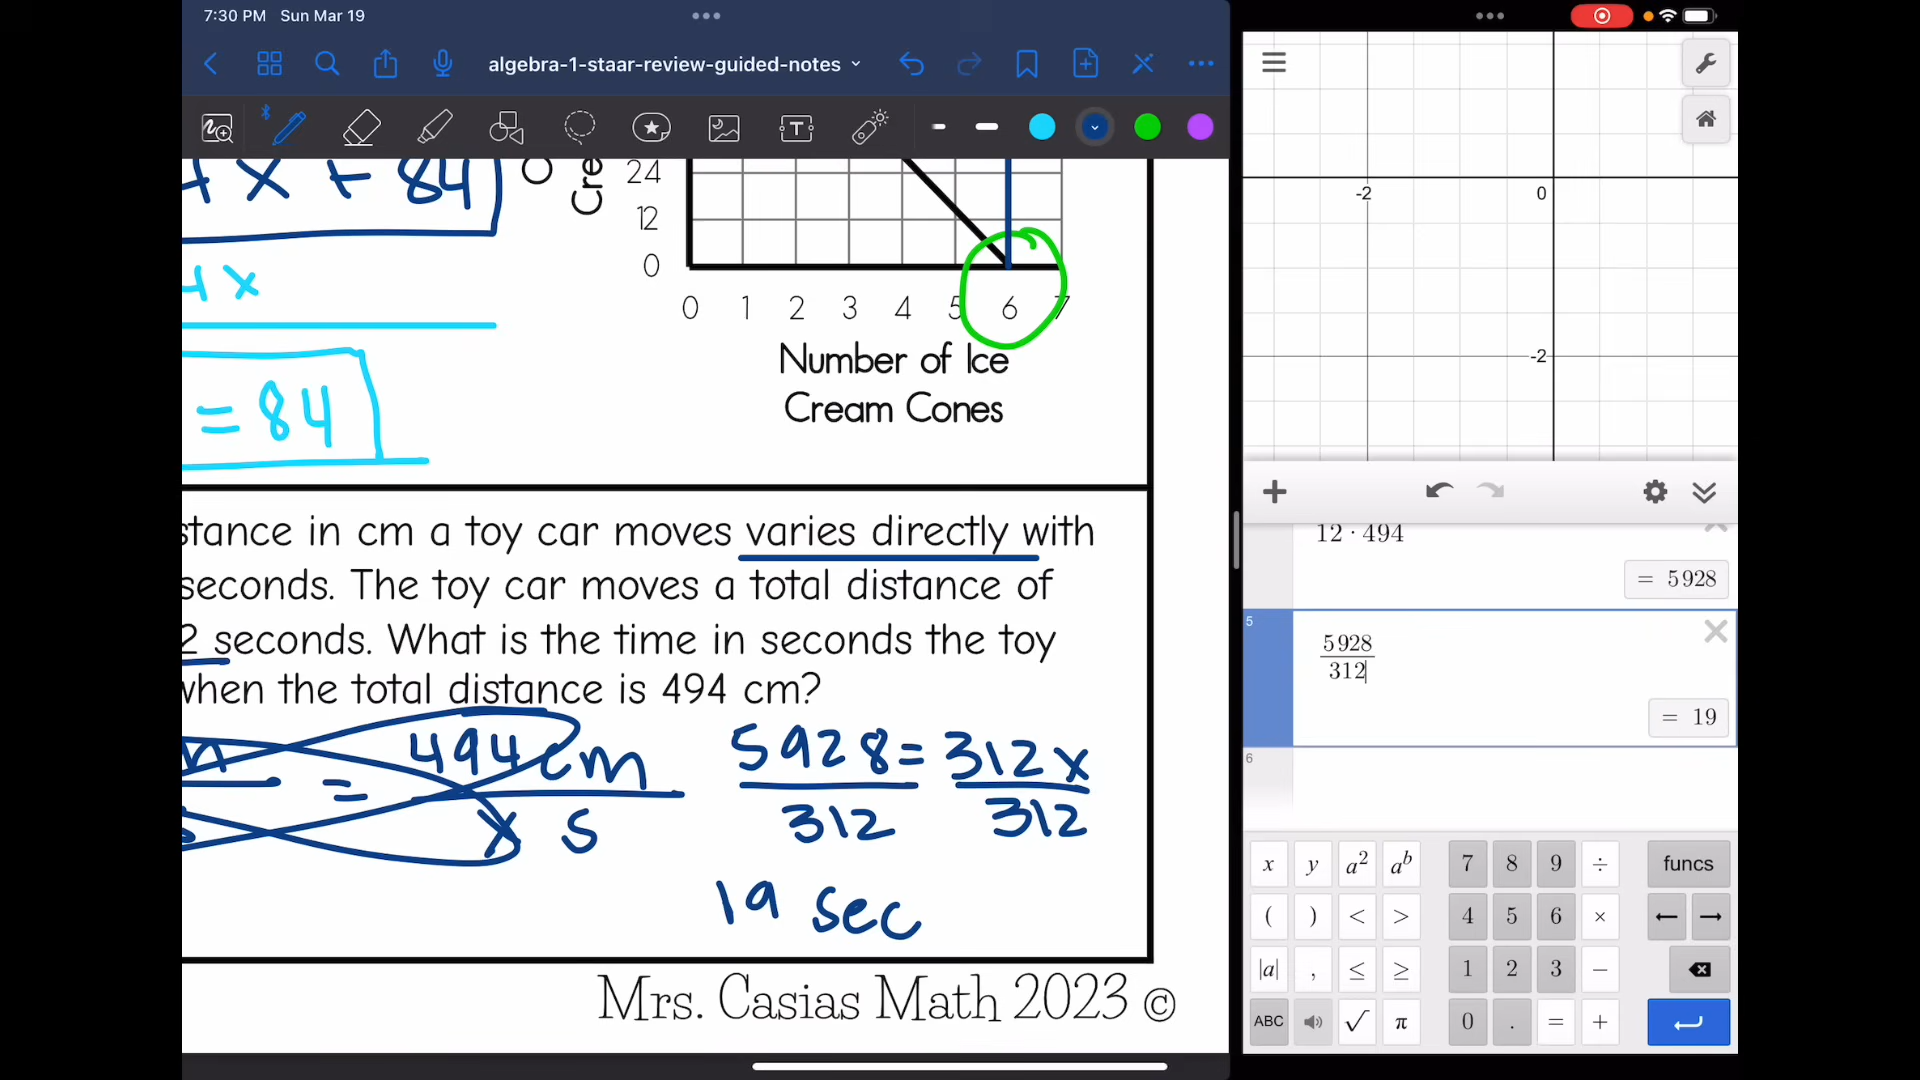 7:30 PM Sun Mar 19
algebra-1-staar-review-guided-notes
x + 84
4x
= 84
Cre
24
12
0
0 1 2 3 4 5 6 7
Number of Ice
Cream Cones
stance in cm a toy car moves varies directly with
seconds. The toy car moves a total distance of
2 seconds. What is the time in seconds the toy
when the total distance is 494 cm?
= 494 cm
x s
5928 = 312x
312 312
19 sec
Mrs. Casias Math 2023 ©
-2 0
-2
12 · 494
= 5928
5
5928
312
= 19
6
x y a² aᵇ 7 8 9 ÷ funcs
( ) < > 4 5 6 × ← →
|a| , ≤ ≥ 1 2 3 −
ABC √ π 0 . = +